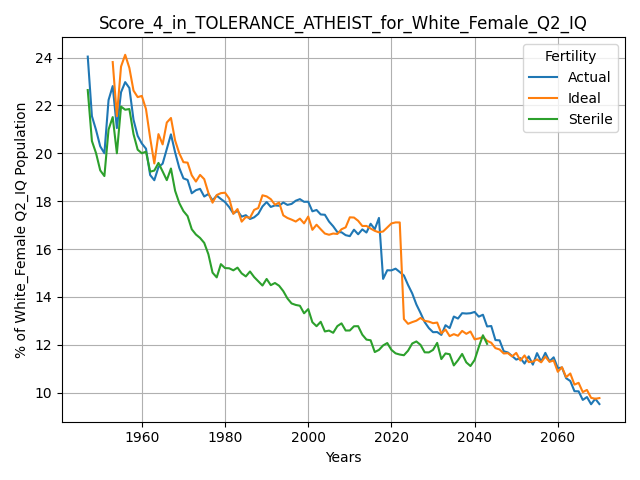 Score_4_in_TOLERANCE_ATHEIST_for_White_Female_Q2_IQ
Fertility
Actual
Ideal
Sterile
% of White_Female Q2_IQ Population
24
22
20
18
16
14
12
10
1960
1980
2000
2020
2040
2060
Years